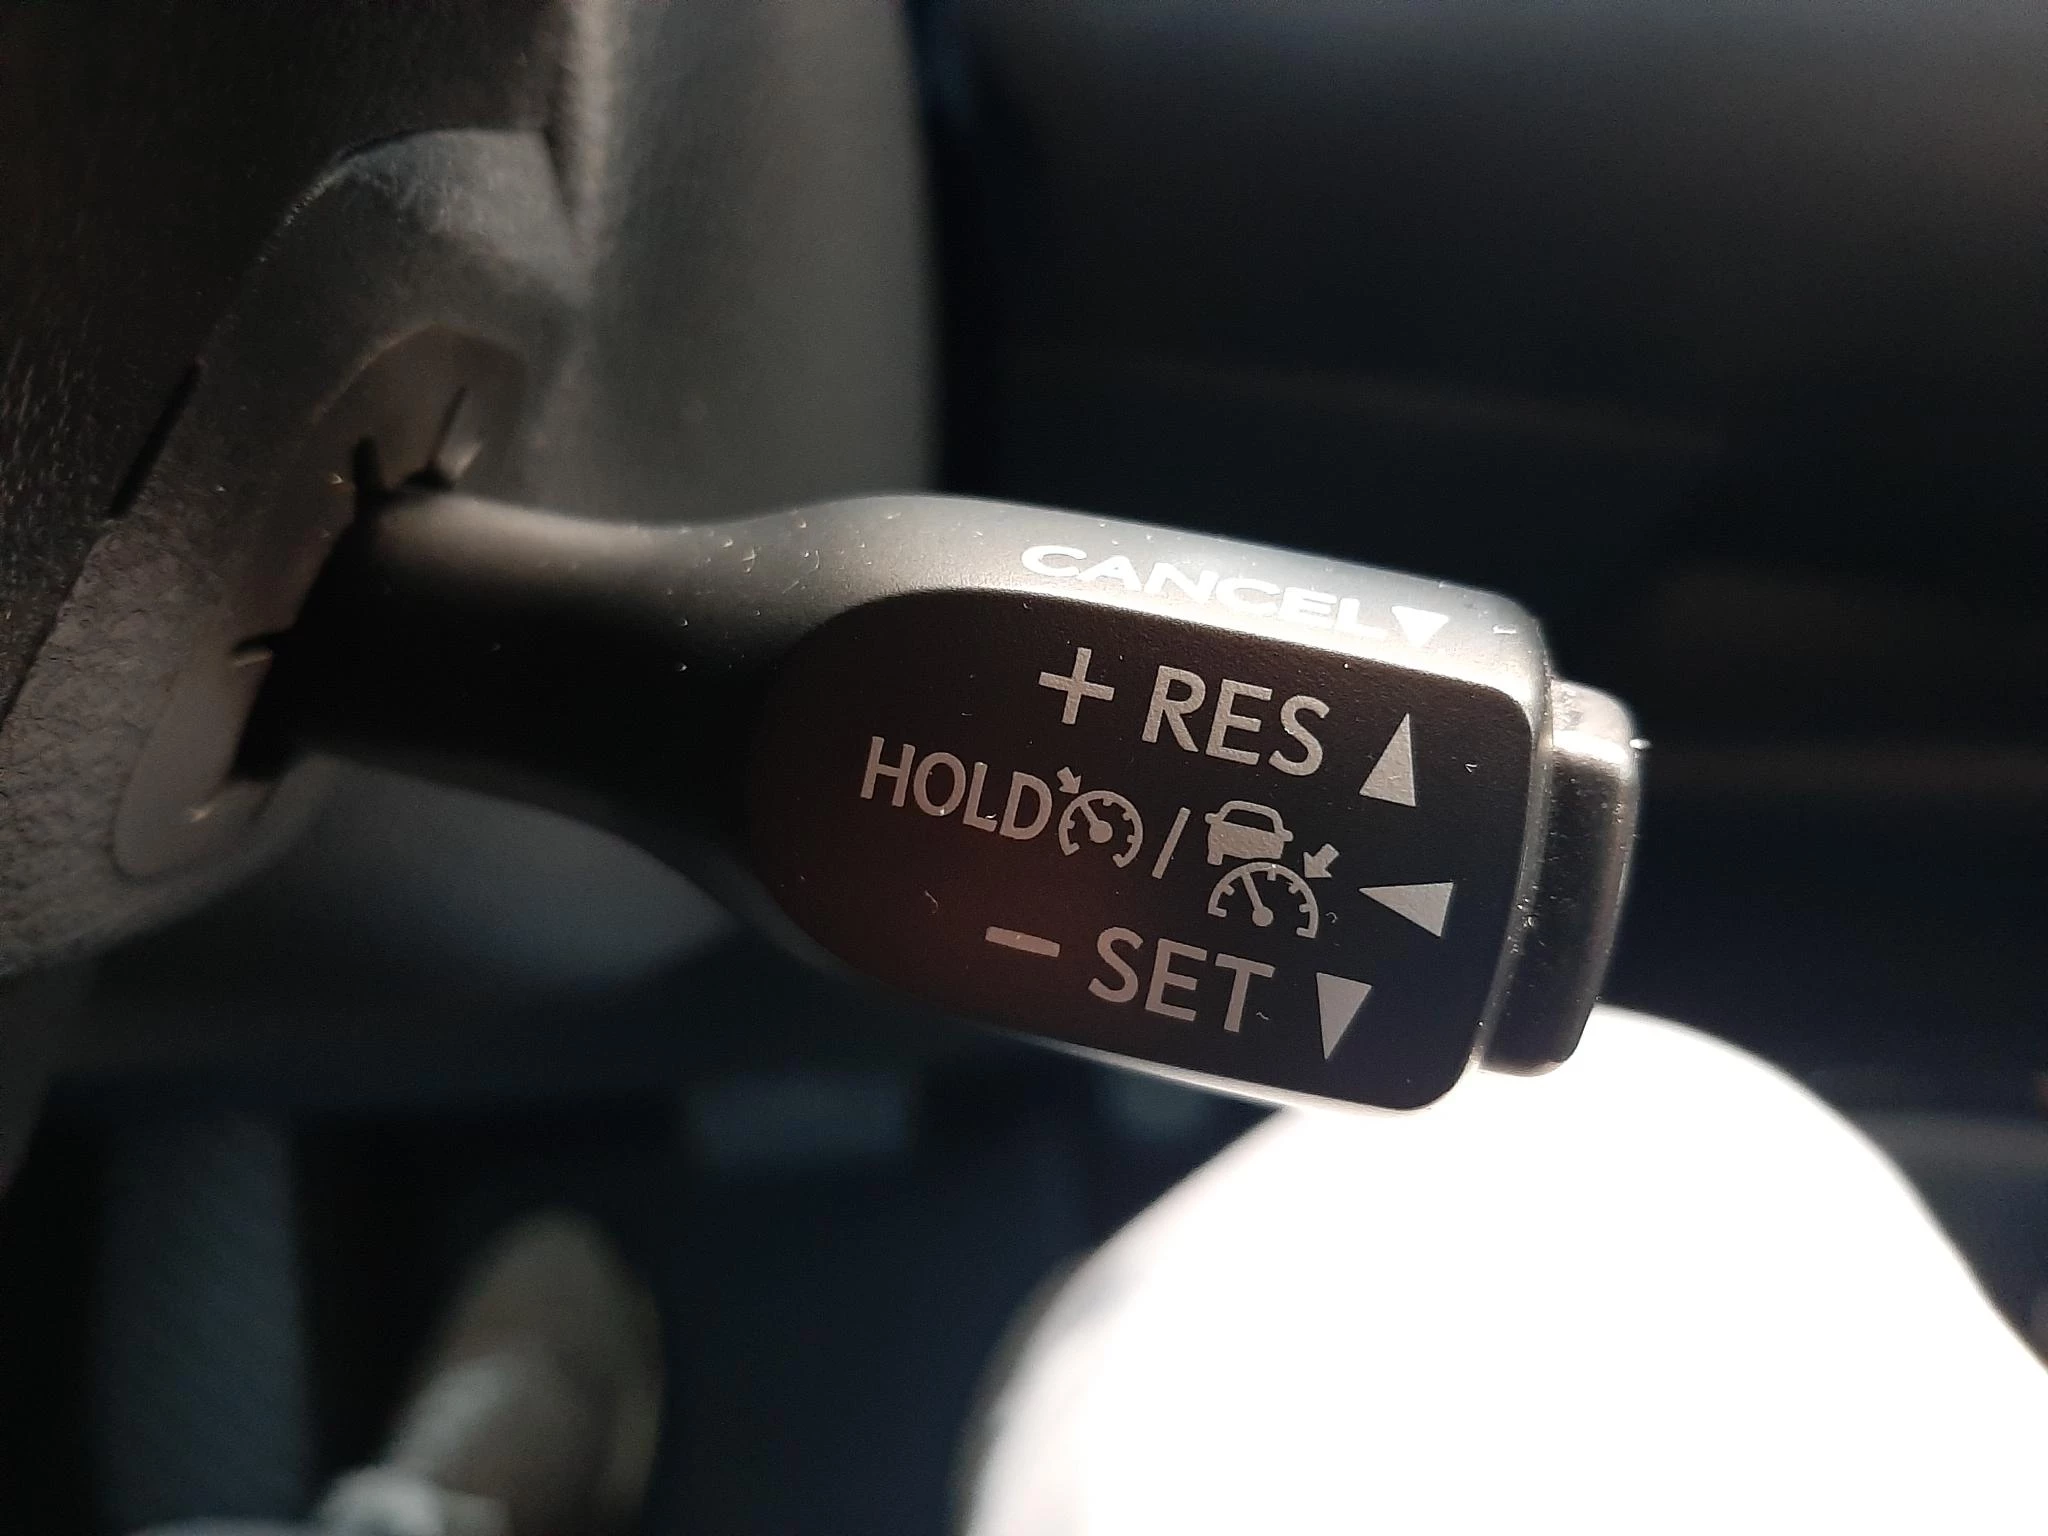 CANCEL
+ RES
HOLD /
- SET